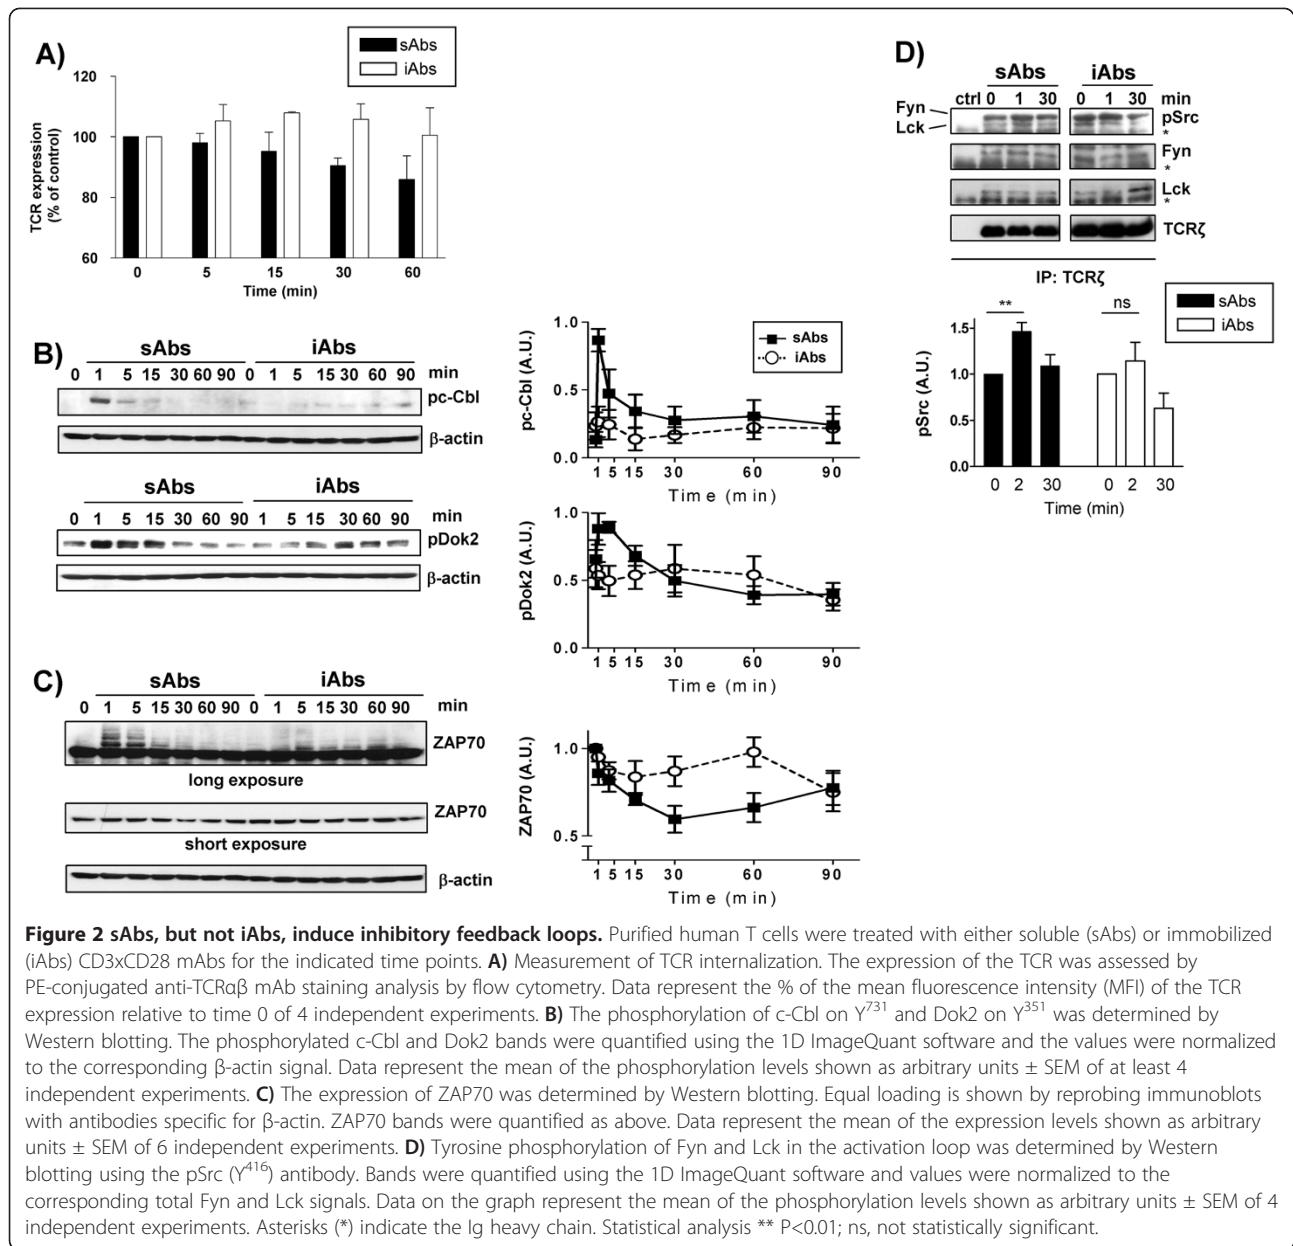 A)
sAbs
iAbs
120
100
80
60
TCR expression
(% of control)
0 5 15 30 60
Time (min)
B)
sAbs iAbs
0 1 5 15 30 60 90 0 1 5 15 30 60 90 min
pc-Cbl
β-actin
sAbs iAbs
0 1 5 15 30 60 90 1 5 15 30 60 90 min
pDok2
β-actin
sAbs
iAbs
1.0
0.5
0.0
pc-Cbl (A.U.)
1 5 15 30 60 90
Time (min)
1.0
0.5
0.0
pDok2 (A.U.)
1 5 15 30 60 90
Time (min)
C)
sAbs iAbs
0 1 5 15 30 60 90 0 1 5 15 30 60 90 min
ZAP70
long exposure
ZAP70
short exposure
β-actin
1.0
0.5
ZAP70 (A.U.)
1 5 15 30 60 90
Time (min)
D)
sAbs iAbs
ctrl 0 1 30 0 1 30 min
Fyn
Lck
pSrc
*
Fyn
*
Lck
*
TCRζ
IP: TCRζ
sAbs
iAbs
** ns
1.5
1.0
0.5
0.0
pSrc (A.U.)
0 2 30 0 2 30
Time (min)
Figure 2 sAbs, but not iAbs, induce inhibitory feedback loops. Purified human T cells were treated with either soluble (sAbs) or immobilized
(iAbs) CD3xCD28 mAbs for the indicated time points. A) Measurement of TCR internalization. The expression of the TCR was assessed by
PE-conjugated anti-TCRαβ mAb staining analysis by flow cytometry. Data represent the % of the mean fluorescence intensity (MFI) of the TCR
expression relative to time 0 of 4 independent experiments. B) The phosphorylation of c-Cbl on Y731 and Dok2 on Y351 was determined by
Western blotting. The phosphorylated c-Cbl and Dok2 bands were quantified using the 1D ImageQuant software and the values were normalized
to the corresponding β-actin signal. Data represent the mean of the phosphorylation levels shown as arbitrary units ± SEM of at least 4
independent experiments. C) The expression of ZAP70 was determined by Western blotting. Equal loading is shown by reprobing immunoblots
with antibodies specific for β-actin. ZAP70 bands were quantified as above. Data represent the mean of the expression levels shown as arbitrary
units ± SEM of 6 independent experiments. D) Tyrosine phosphorylation of Fyn and Lck in the activation loop was determined by Western
blotting using the pSrc (Y416) antibody. Bands were quantified using the 1D ImageQuant software and values were normalized to the
corresponding total Fyn and Lck signals. Data on the graph represent the mean of the phosphorylation levels shown as arbitrary units ± SEM of 4
independent experiments. Asterisks (*) indicate the Ig heavy chain. Statistical analysis ** P<0.01; ns, not statistically significant.